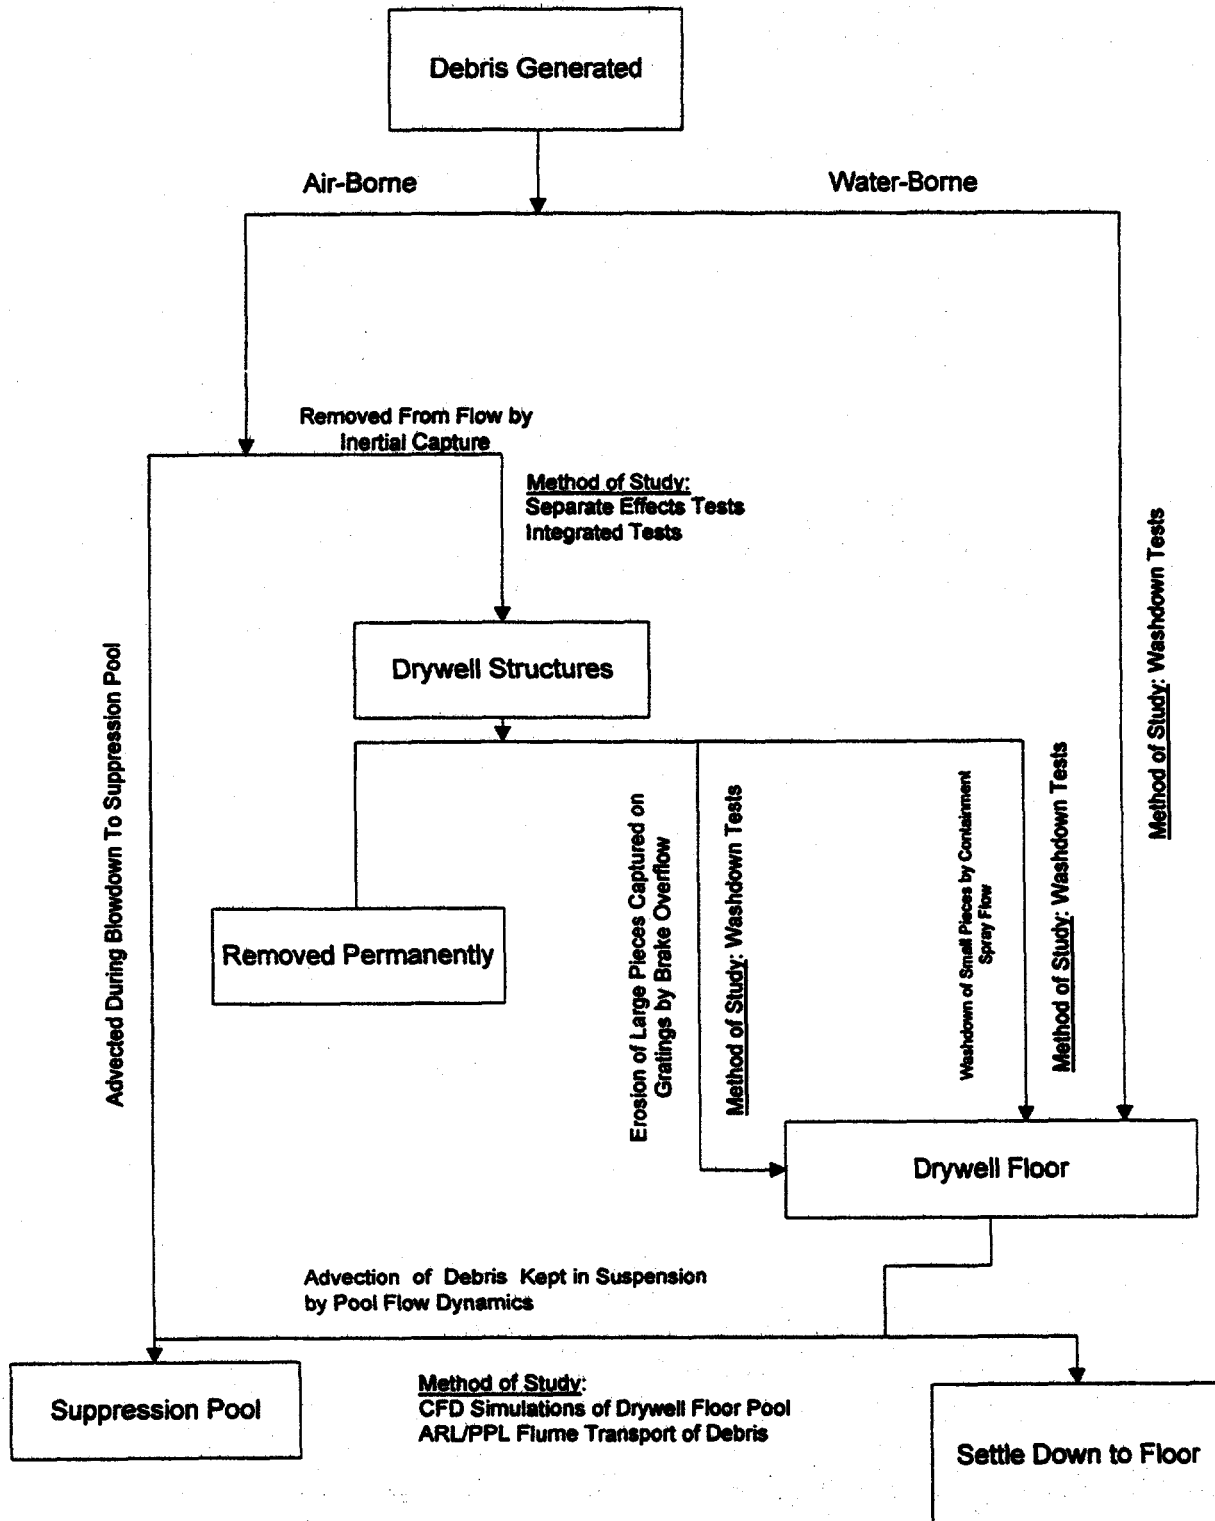 Debris Generated
Air-Borne
Water-Borne
Removed From Flow by
Inertial Capture
Method of Study:
Separate Effects Tests
Integrated Tests
Method of Study: Washdown Tests
Drywell Structures
Advected During Blowdown To Suppression Pool
Removed Permanently
Erosion of Large Pieces Captured on
Gratings by Brake Overflow
Method of Study: Washdown Tests
Washdown of Small Pieces by Containment
Spray Flow
Method of Study: Washdown Tests
Drywell Floor
Advection of Debris Kept in Suspension
by Pool Flow Dynamics
Suppression Pool
Method of Study:
CFD Simulations of Drywell Floor Pool
ARL/PPL Flume Transport of Debris
Settle Down to Floor